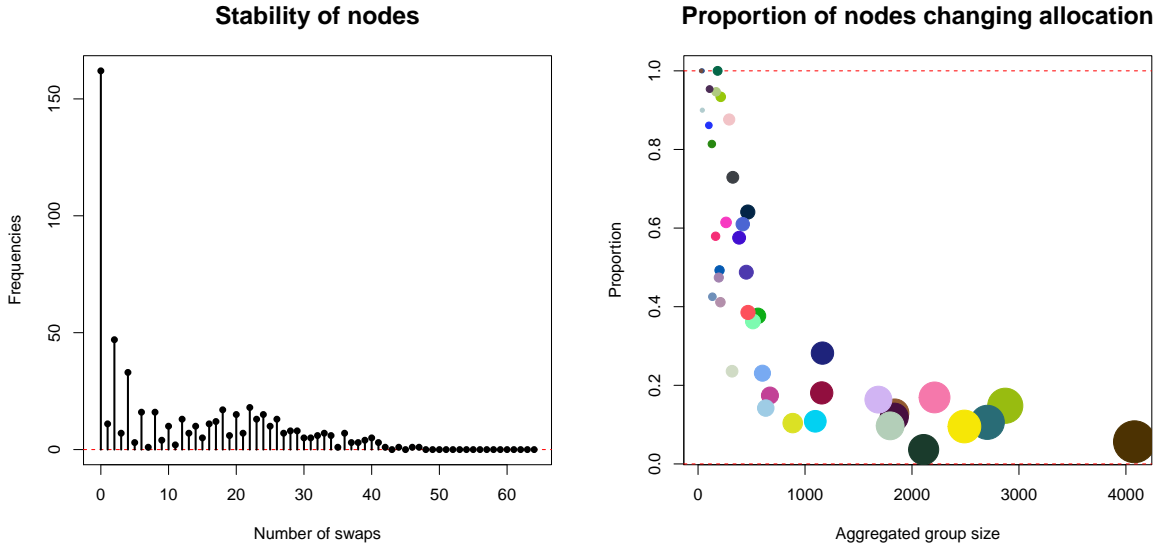 Stability of nodes
Frequencies
150
100
50
0
0 10 20 30 40 50 60
Number of swaps
Proportion of nodes changing allocation
Proportion
1.0
0.8
0.6
0.4
0.2
0.0
0 1000 2000 3000 4000
Aggregated group size